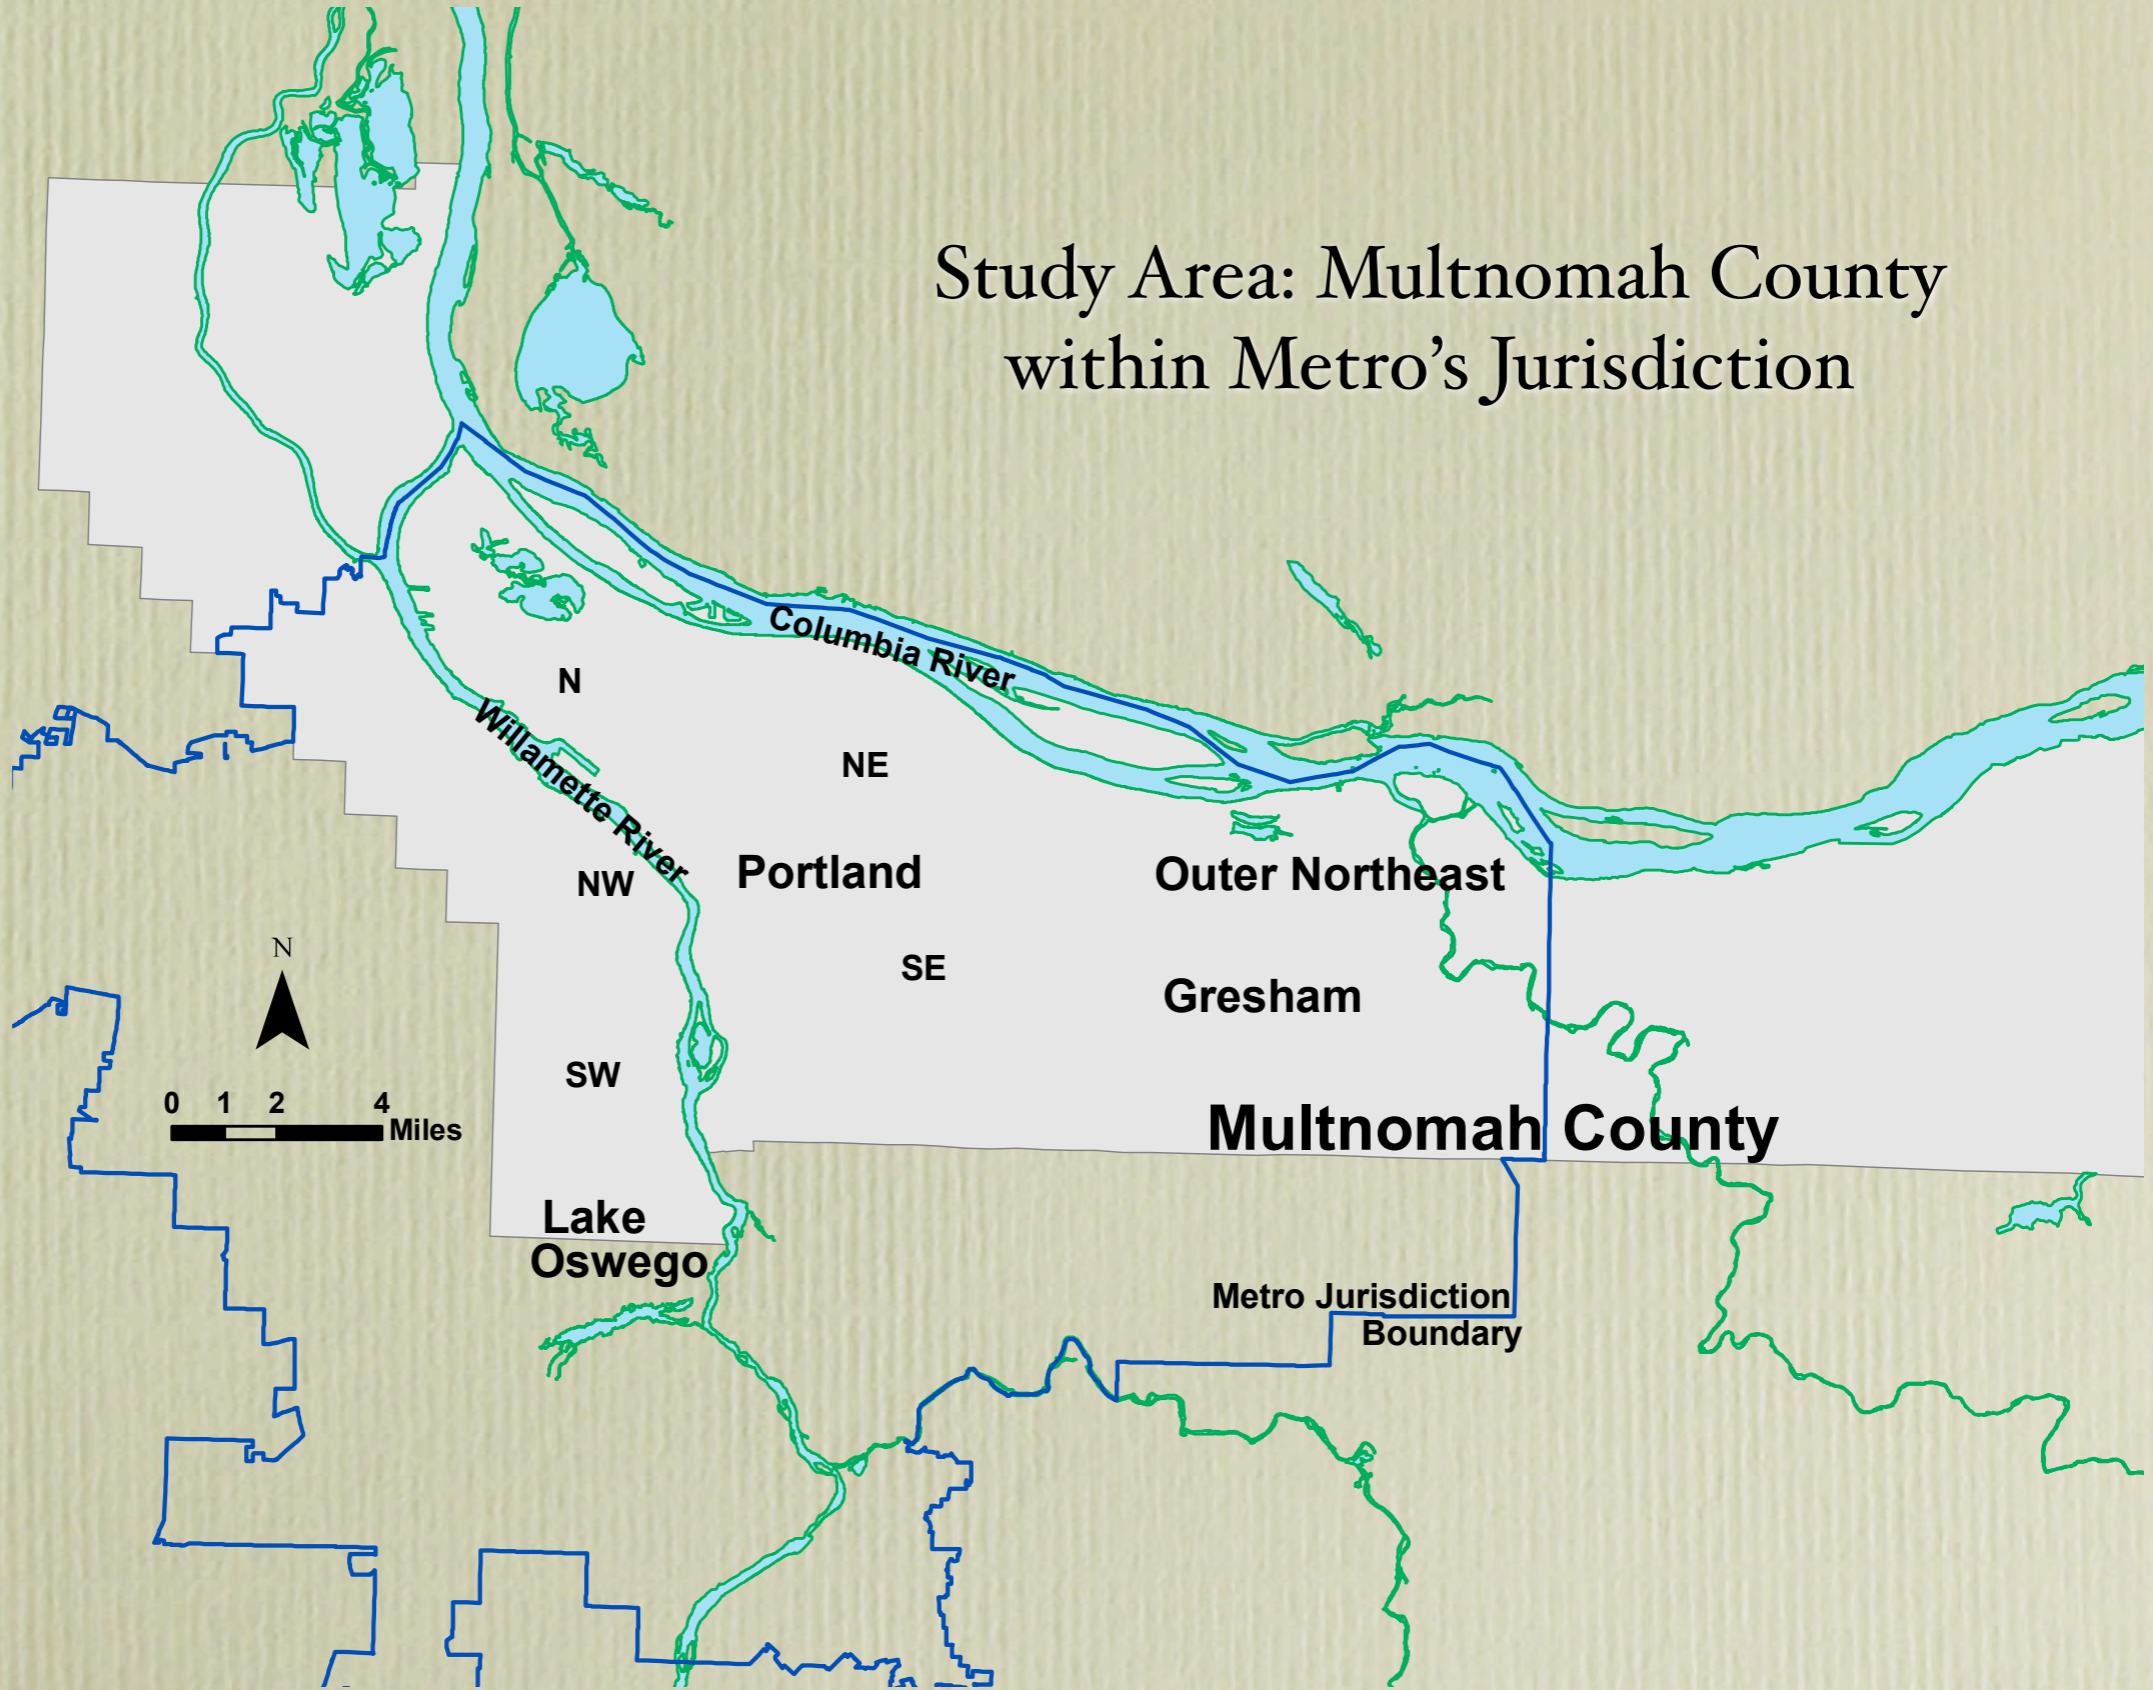 Study Area: Multnomah County
within Metro's Jurisdiction
Columbia River
N
Willamette River
NE
NW
Portland
Outer Northeast
SE
Gresham
N
SW
0 1 2 4
Miles
Multnomah County
Lake
Oswego
Metro Jurisdiction
Boundary